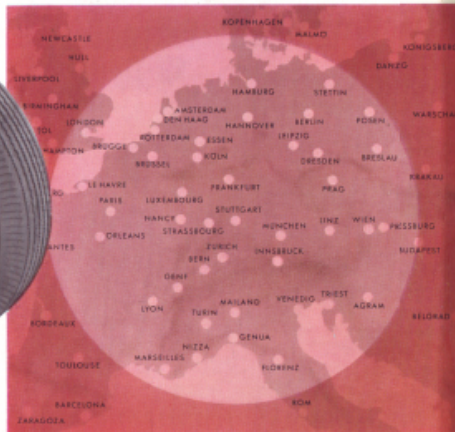 KOPENHAGEN
NEWCASTLE
MALMO
HULL
KONIGSBERG
DANZIG
LIVERPOOL
BIRMINGHAM
HAMBURG
STETTIN
AMSTERDAM
DEN HAAG
LONDON
HANNOVER
BERLIN
POSEN
WARSCHA
ROTTERDAM
ESSEN
LEIPZIG
BRÜGGE
BRÜSSEL
KÖLN
DRESDEN
BRESLAU
KRAKAU
LE HAVRE
FRANKFURT
PRAG
PARIS
LUXEMBOURG
NANCY
STUTTGART
STRASSBOURG
MÜNCHEN
LINZ
WIEN
PRESSBURG
ORLEANS
ANTES
ZURICH
INNSBRUCK
BUDAPEST
BERN
GENF
LYON
MAILAND
VENEDIG
TRIEST
AGRAM
TURIN
BELGRAD
BORDEAUX
GENUA
NIZZA
MARSEILLES
FLORENZ
TOULOUSE
BARCELONA
ROM
ZARAGOZA